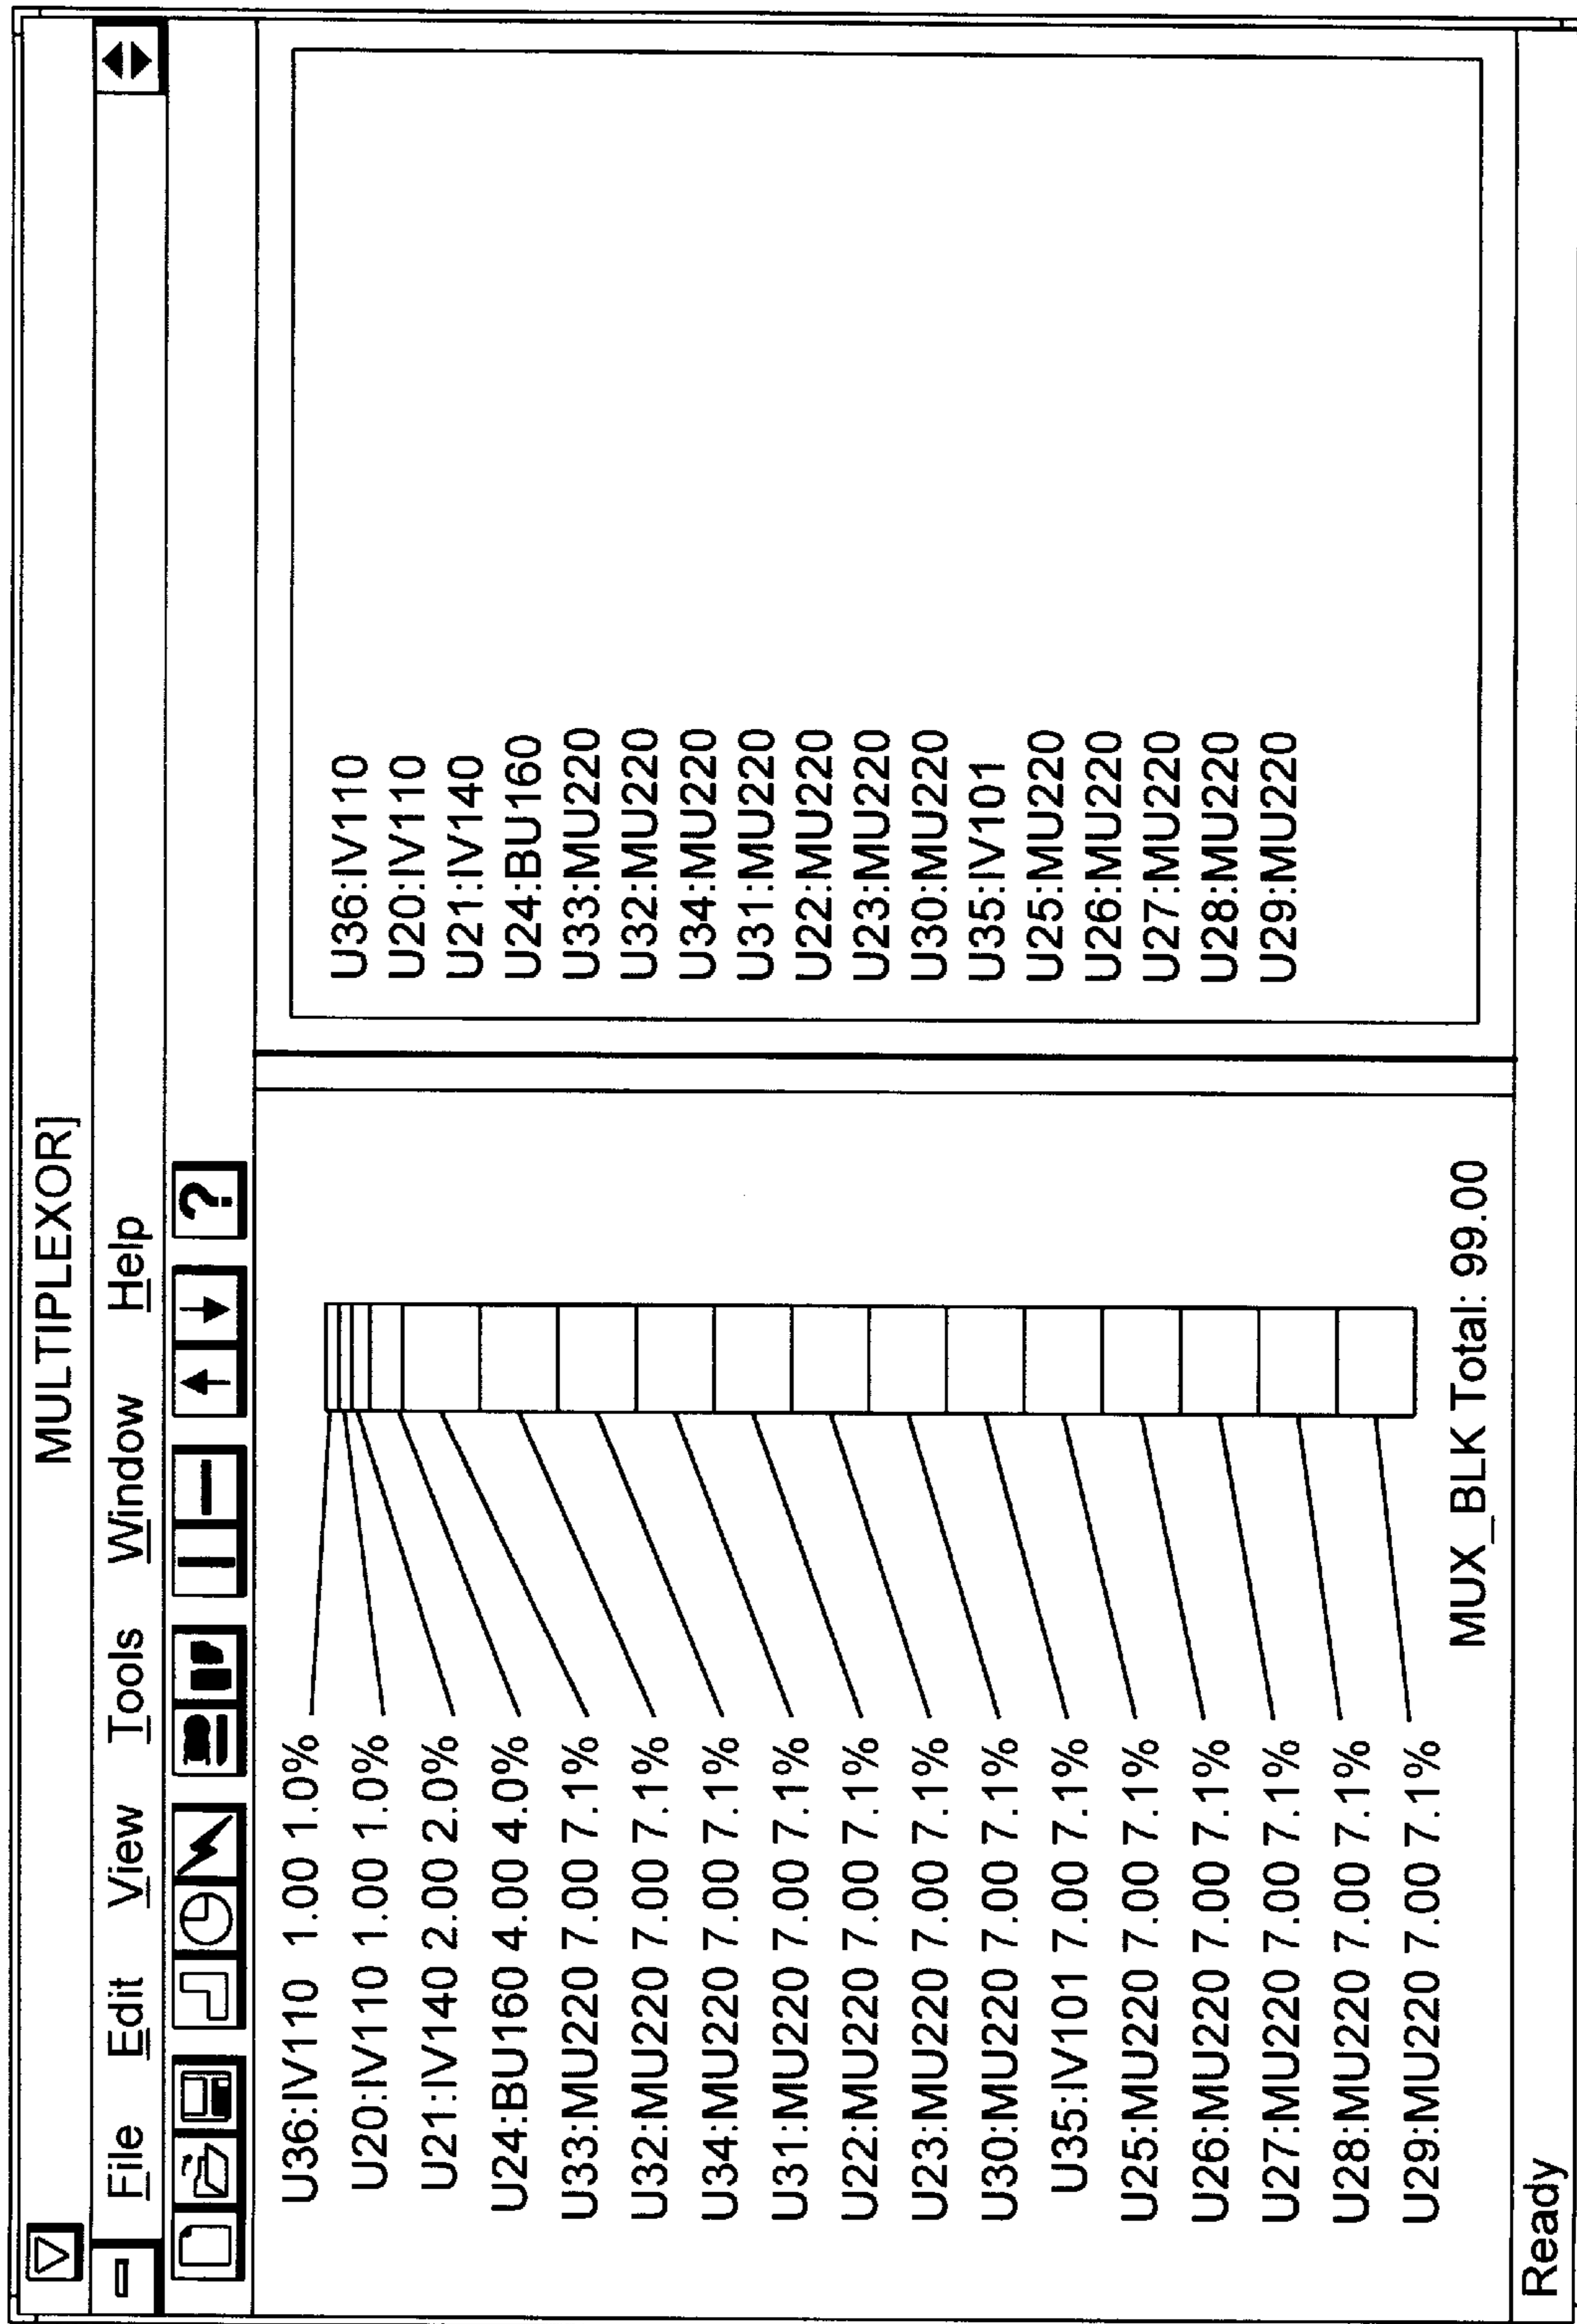 MULTIPLEXOR]
File Edit View Tools Window Help
?
U36:IV110 1.00 1.0%
U20:IV110 1.00 1.0%
U21:IV140 2.00 2.0%
U24:BU160 4.00 4.0%
U33:MU220 7.00 7.1%
U32:MU220 7.00 7.1%
U34:MU220 7.00 7.1%
U31:MU220 7.00 7.1%
U22:MU220 7.00 7.1%
U23:MU220 7.00 7.1%
U30:MU220 7.00 7.1%
U35:IV101 7.00 7.1%
U25:MU220 7.00 7.1%
U26:MU220 7.00 7.1%
U27:MU220 7.00 7.1%
U28:MU220 7.00 7.1%
U29:MU220 7.00 7.1%
MUX_BLK Total: 99.00
U36:IV110
U20:IV110
U21:IV140
U24:BU160
U33:MU220
U32:MU220
U34:MU220
U31:MU220
U22:MU220
U23:MU220
U30:MU220
U35:IV101
U25:MU220
U26:MU220
U27:MU220
U28:MU220
U29:MU220
Ready